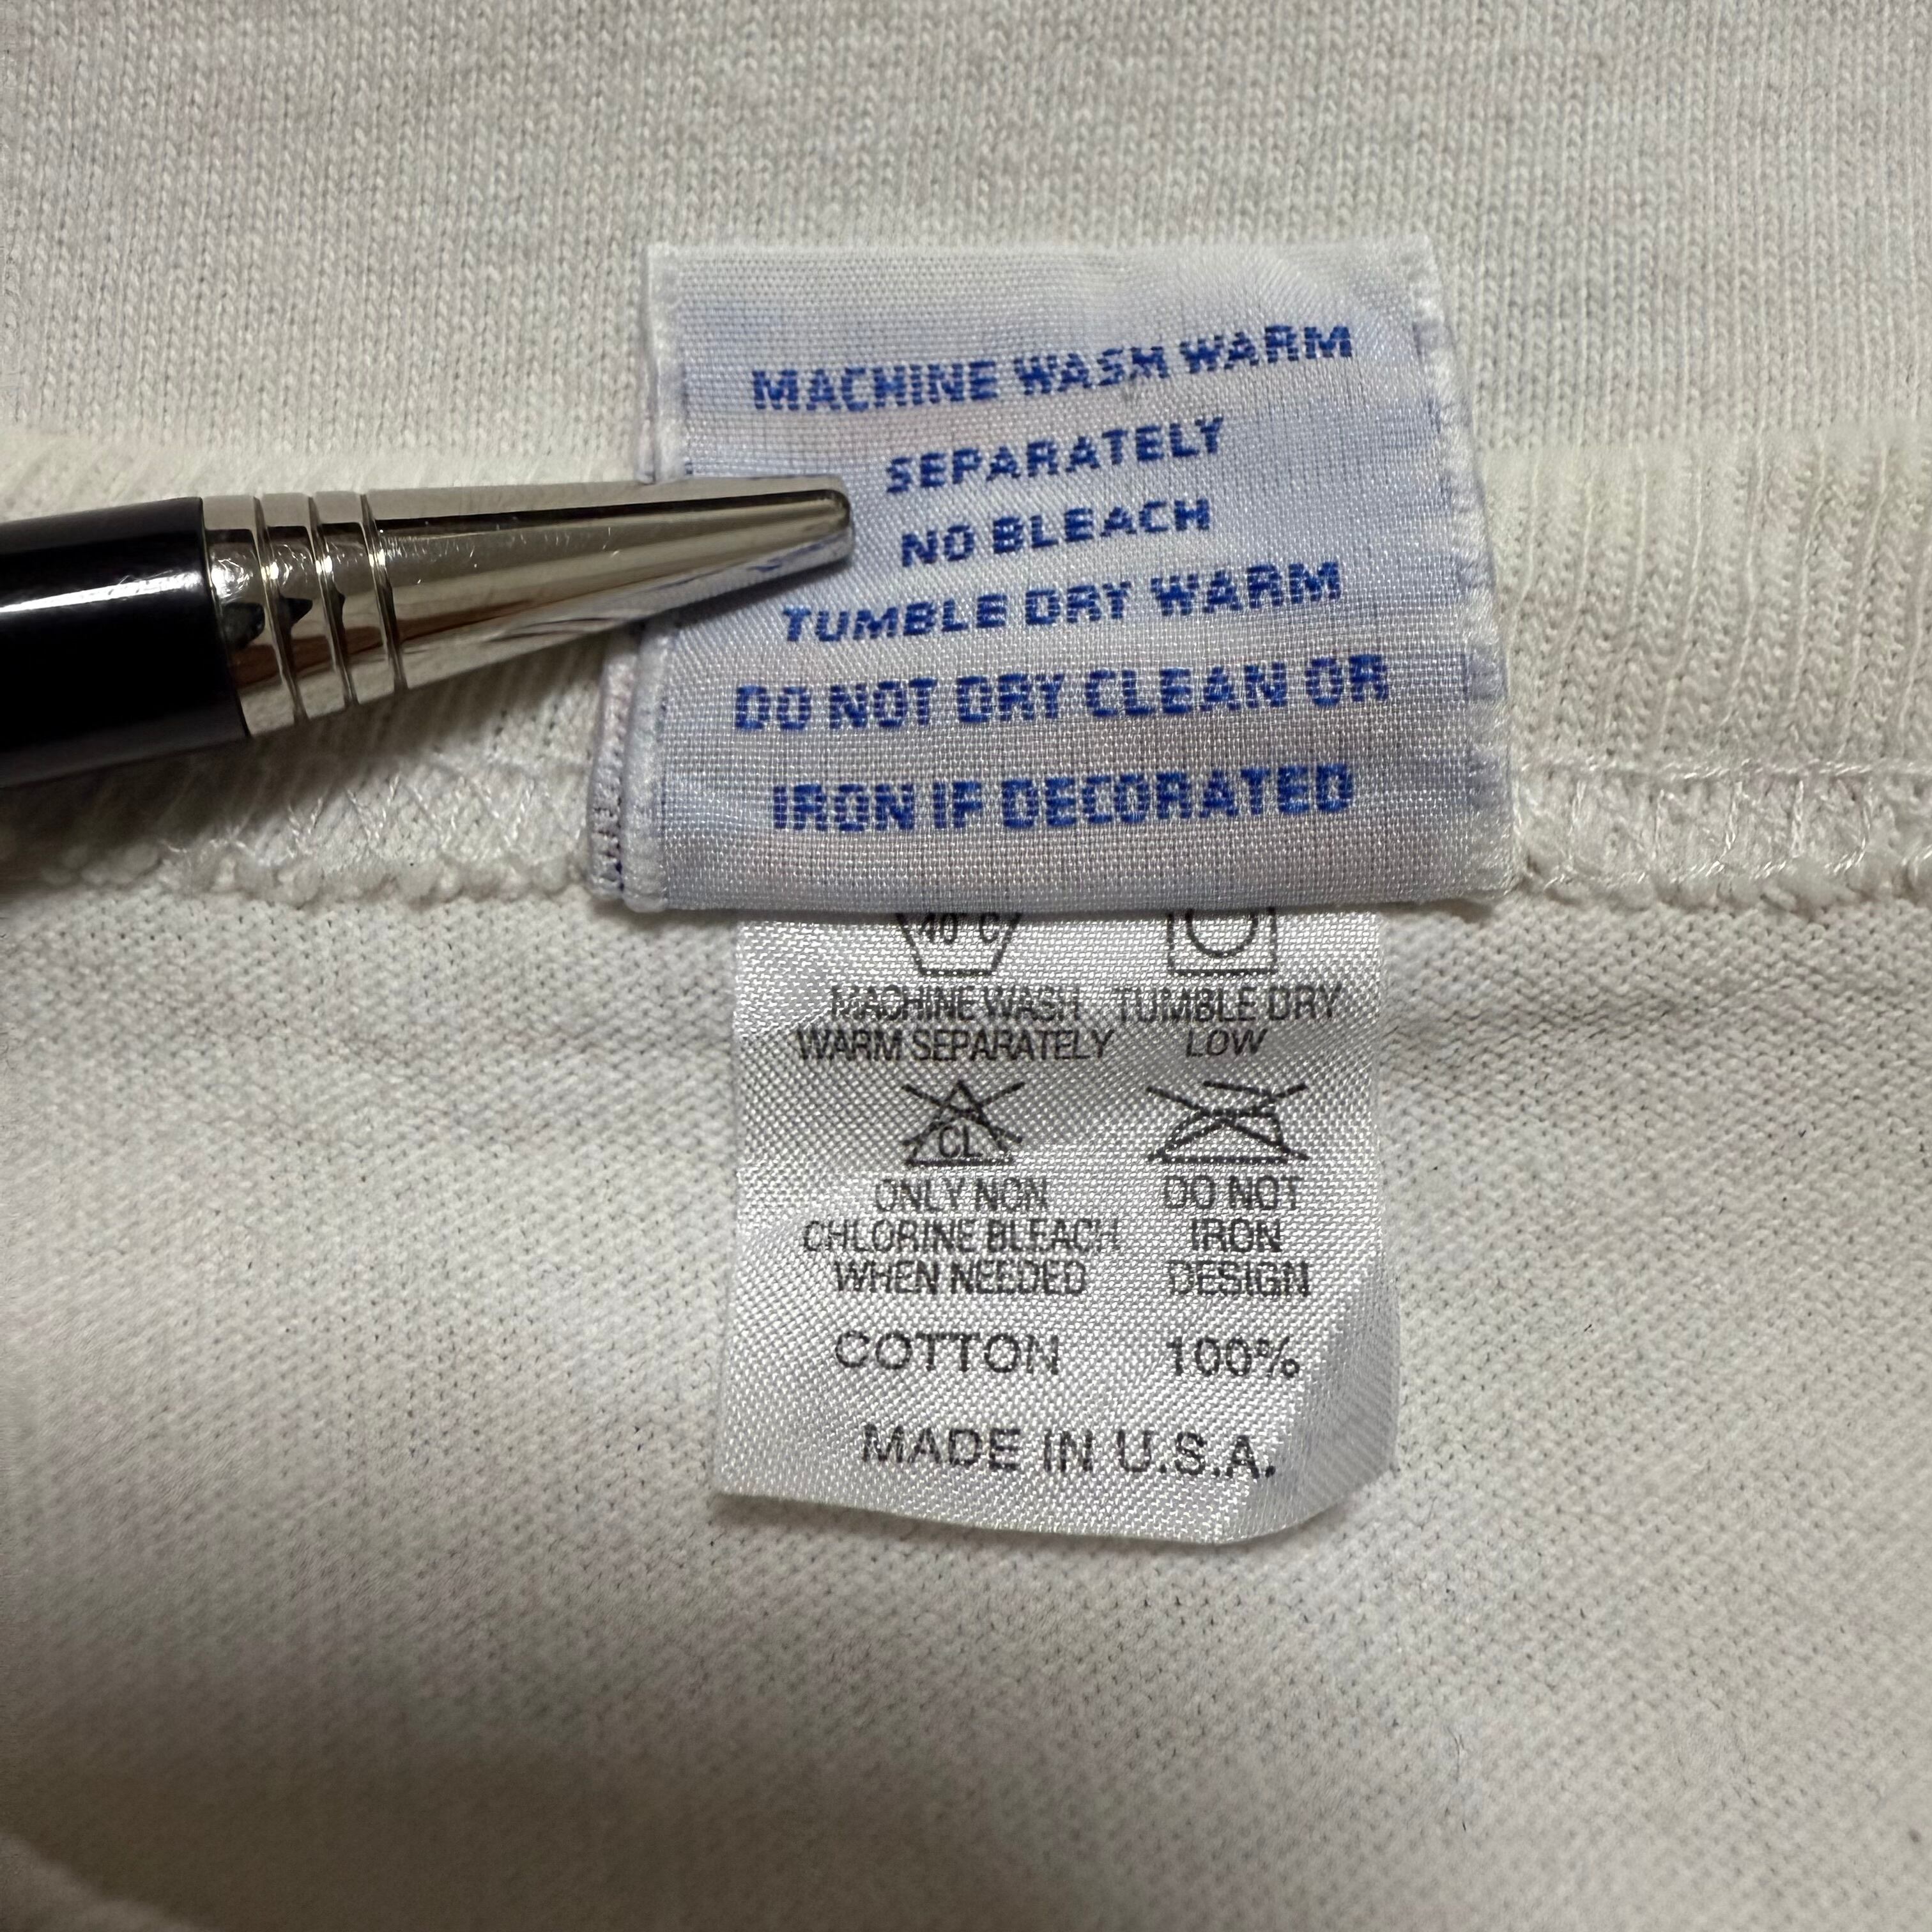 MACHINE WASH WARM
SEPARATELY
NO BLEACH
TUMBLE DRY WARM
DO NOT DRY CLEAN OR
IRON IF DECORATED
40°C
MACHINE WASH
WARM SEPARATELY
TUMBLE DRY
LOW
CL
ONLY NON
CHLORINE BLEACH
WHEN NEEDED
DO NOT
IRON
DESIGN
COTTON 100%
MADE IN U.S.A.